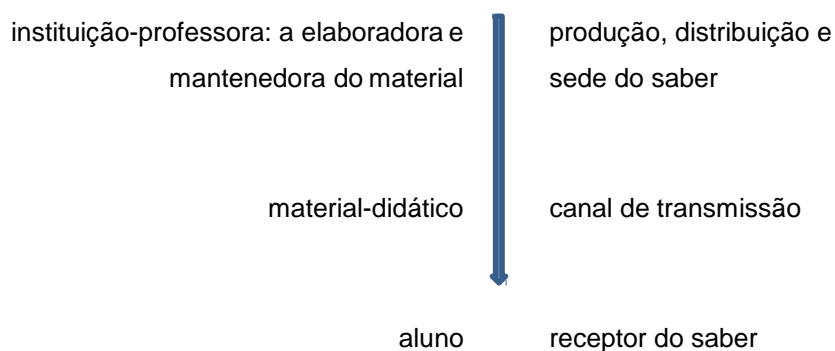 instituição-professora: a elaboradora e
mantenedora do material
produção, distribuição e
sede do saber
material-didático
canal de transmissão
aluno
receptor do saber